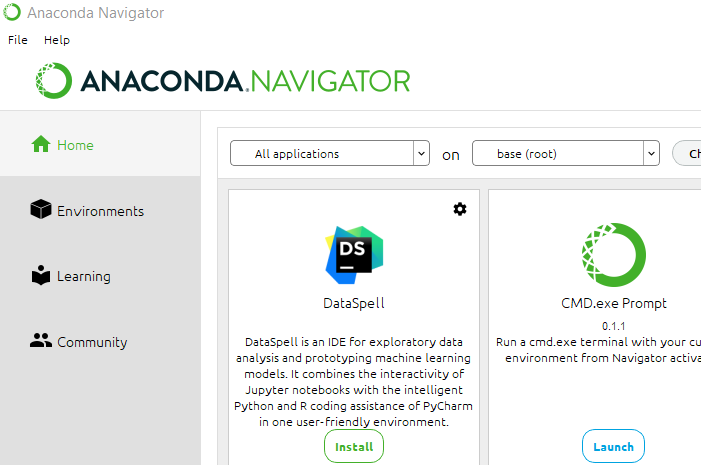 Anaconda Navigator
File Help
ANACONDA.NAVIGATOR
Home
All applications on base (root) Ch
Environments
Learning
Community
DS
DataSpell
DataSpell is an IDE for exploratory data
analysis and prototyping machine learning
models. It combines the interactivity of
Jupyter notebooks with the intelligent
Python and R coding assistance of PyCharm
in one user-friendly environment.
Install
CMD.exe Prompt
0.1.1
Run a cmd.exe terminal with your cu
environment from Navigator activa
Launch